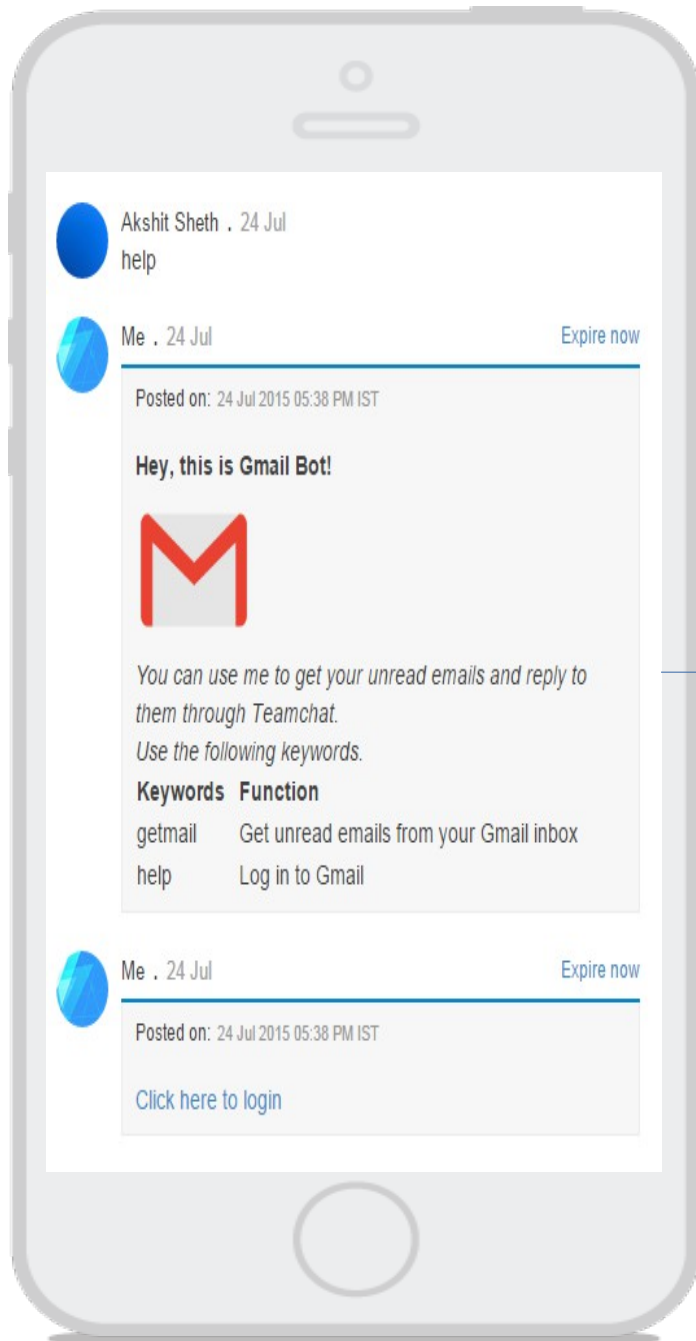 Akshit Sheth . 24 Jul
help
Me . 24 Jul Expire now
Posted on: 24 Jul 2015 05:38 PM IST
Hey, this is Gmail Bot!
You can use me to get your unread emails and reply to
them through Teamchat.
Use the following keywords.
Keywords Function
getmail Get unread emails from your Gmail inbox
help Log in to Gmail
Me . 24 Jul Expire now
Posted on: 24 Jul 2015 05:38 PM IST
Click here to login